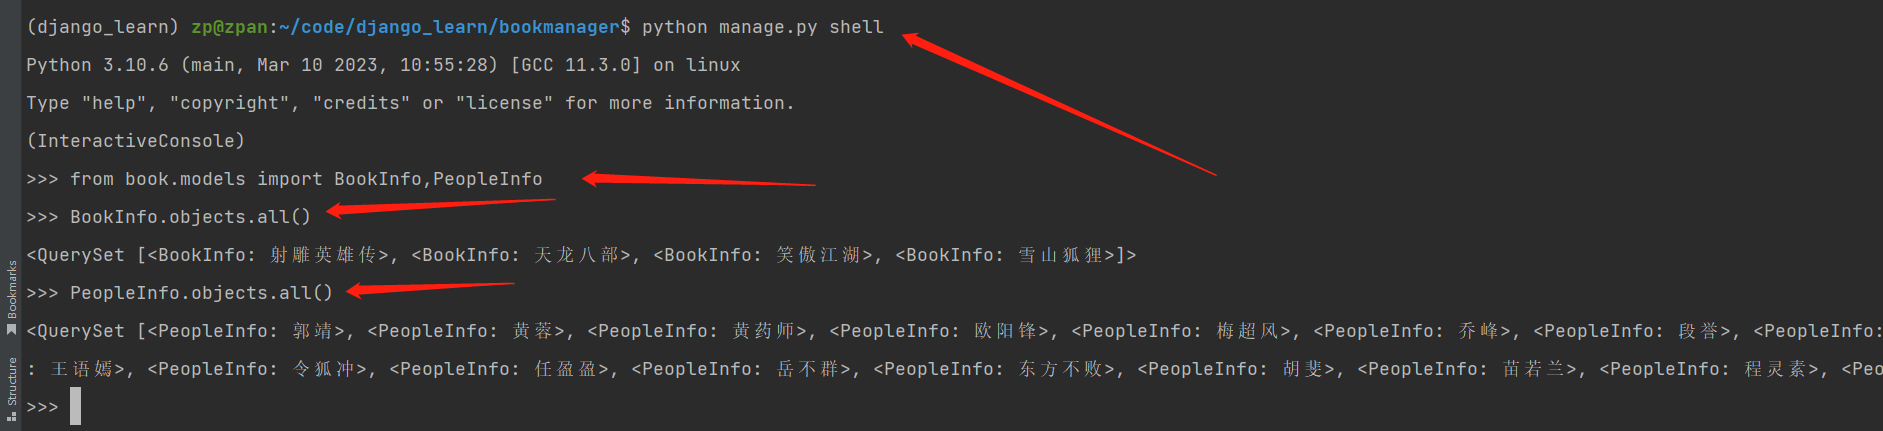 (django_learn) zp@zpan:~/code/django_learn/bookmanager$ python manage.py shell
Python 3.10.6 (main, Mar 10 2023, 10:55:28) [GCC 11.3.0] on linux
Type "help", "copyright", "credits" or "license" for more information.
(InteractiveConsole)
>>> from book.models import BookInfo,PeopleInfo
>>> BookInfo.objects.all()
<QuerySet [<BookInfo: 射雕英雄传>, <BookInfo: 天龙八部>, <BookInfo: 笑傲江湖>, <BookInfo: 雪山狐狸>]>
>>> PeopleInfo.objects.all()
<QuerySet [<PeopleInfo: 郭靖>, <PeopleInfo: 黄蓉>, <PeopleInfo: 黄药师>, <PeopleInfo: 欧阳锋>, <PeopleInfo: 梅超风>, <PeopleInfo: 乔峰>, <PeopleInfo: 段誉>, <PeopleInfo:
: 王语嫣>, <PeopleInfo: 令狐冲>, <PeopleInfo: 任盈盈>, <PeopleInfo: 岳不群>, <PeopleInfo: 东方不败>, <PeopleInfo: 胡斐>, <PeopleInfo: 苗若兰>, <PeopleInfo: 程灵素>, <Peo
>>>
Bookmarks
Structure